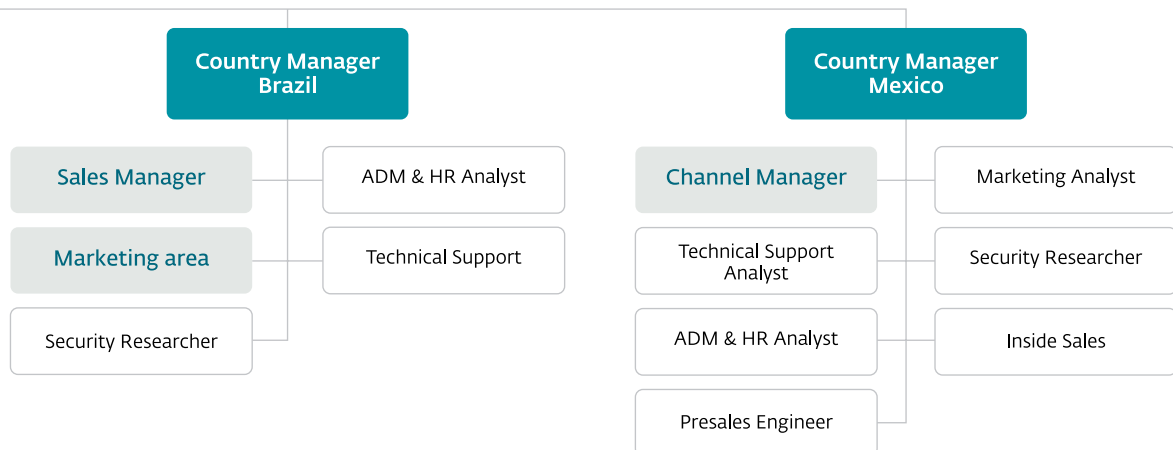 Country Manager
Brazil
Sales Manager
ADM & HR Analyst
Marketing area
Technical Support
Security Researcher
Country Manager
Mexico
Channel Manager
Marketing Analyst
Technical Support
Analyst
Security Researcher
ADM & HR Analyst
Inside Sales
Presales Engineer